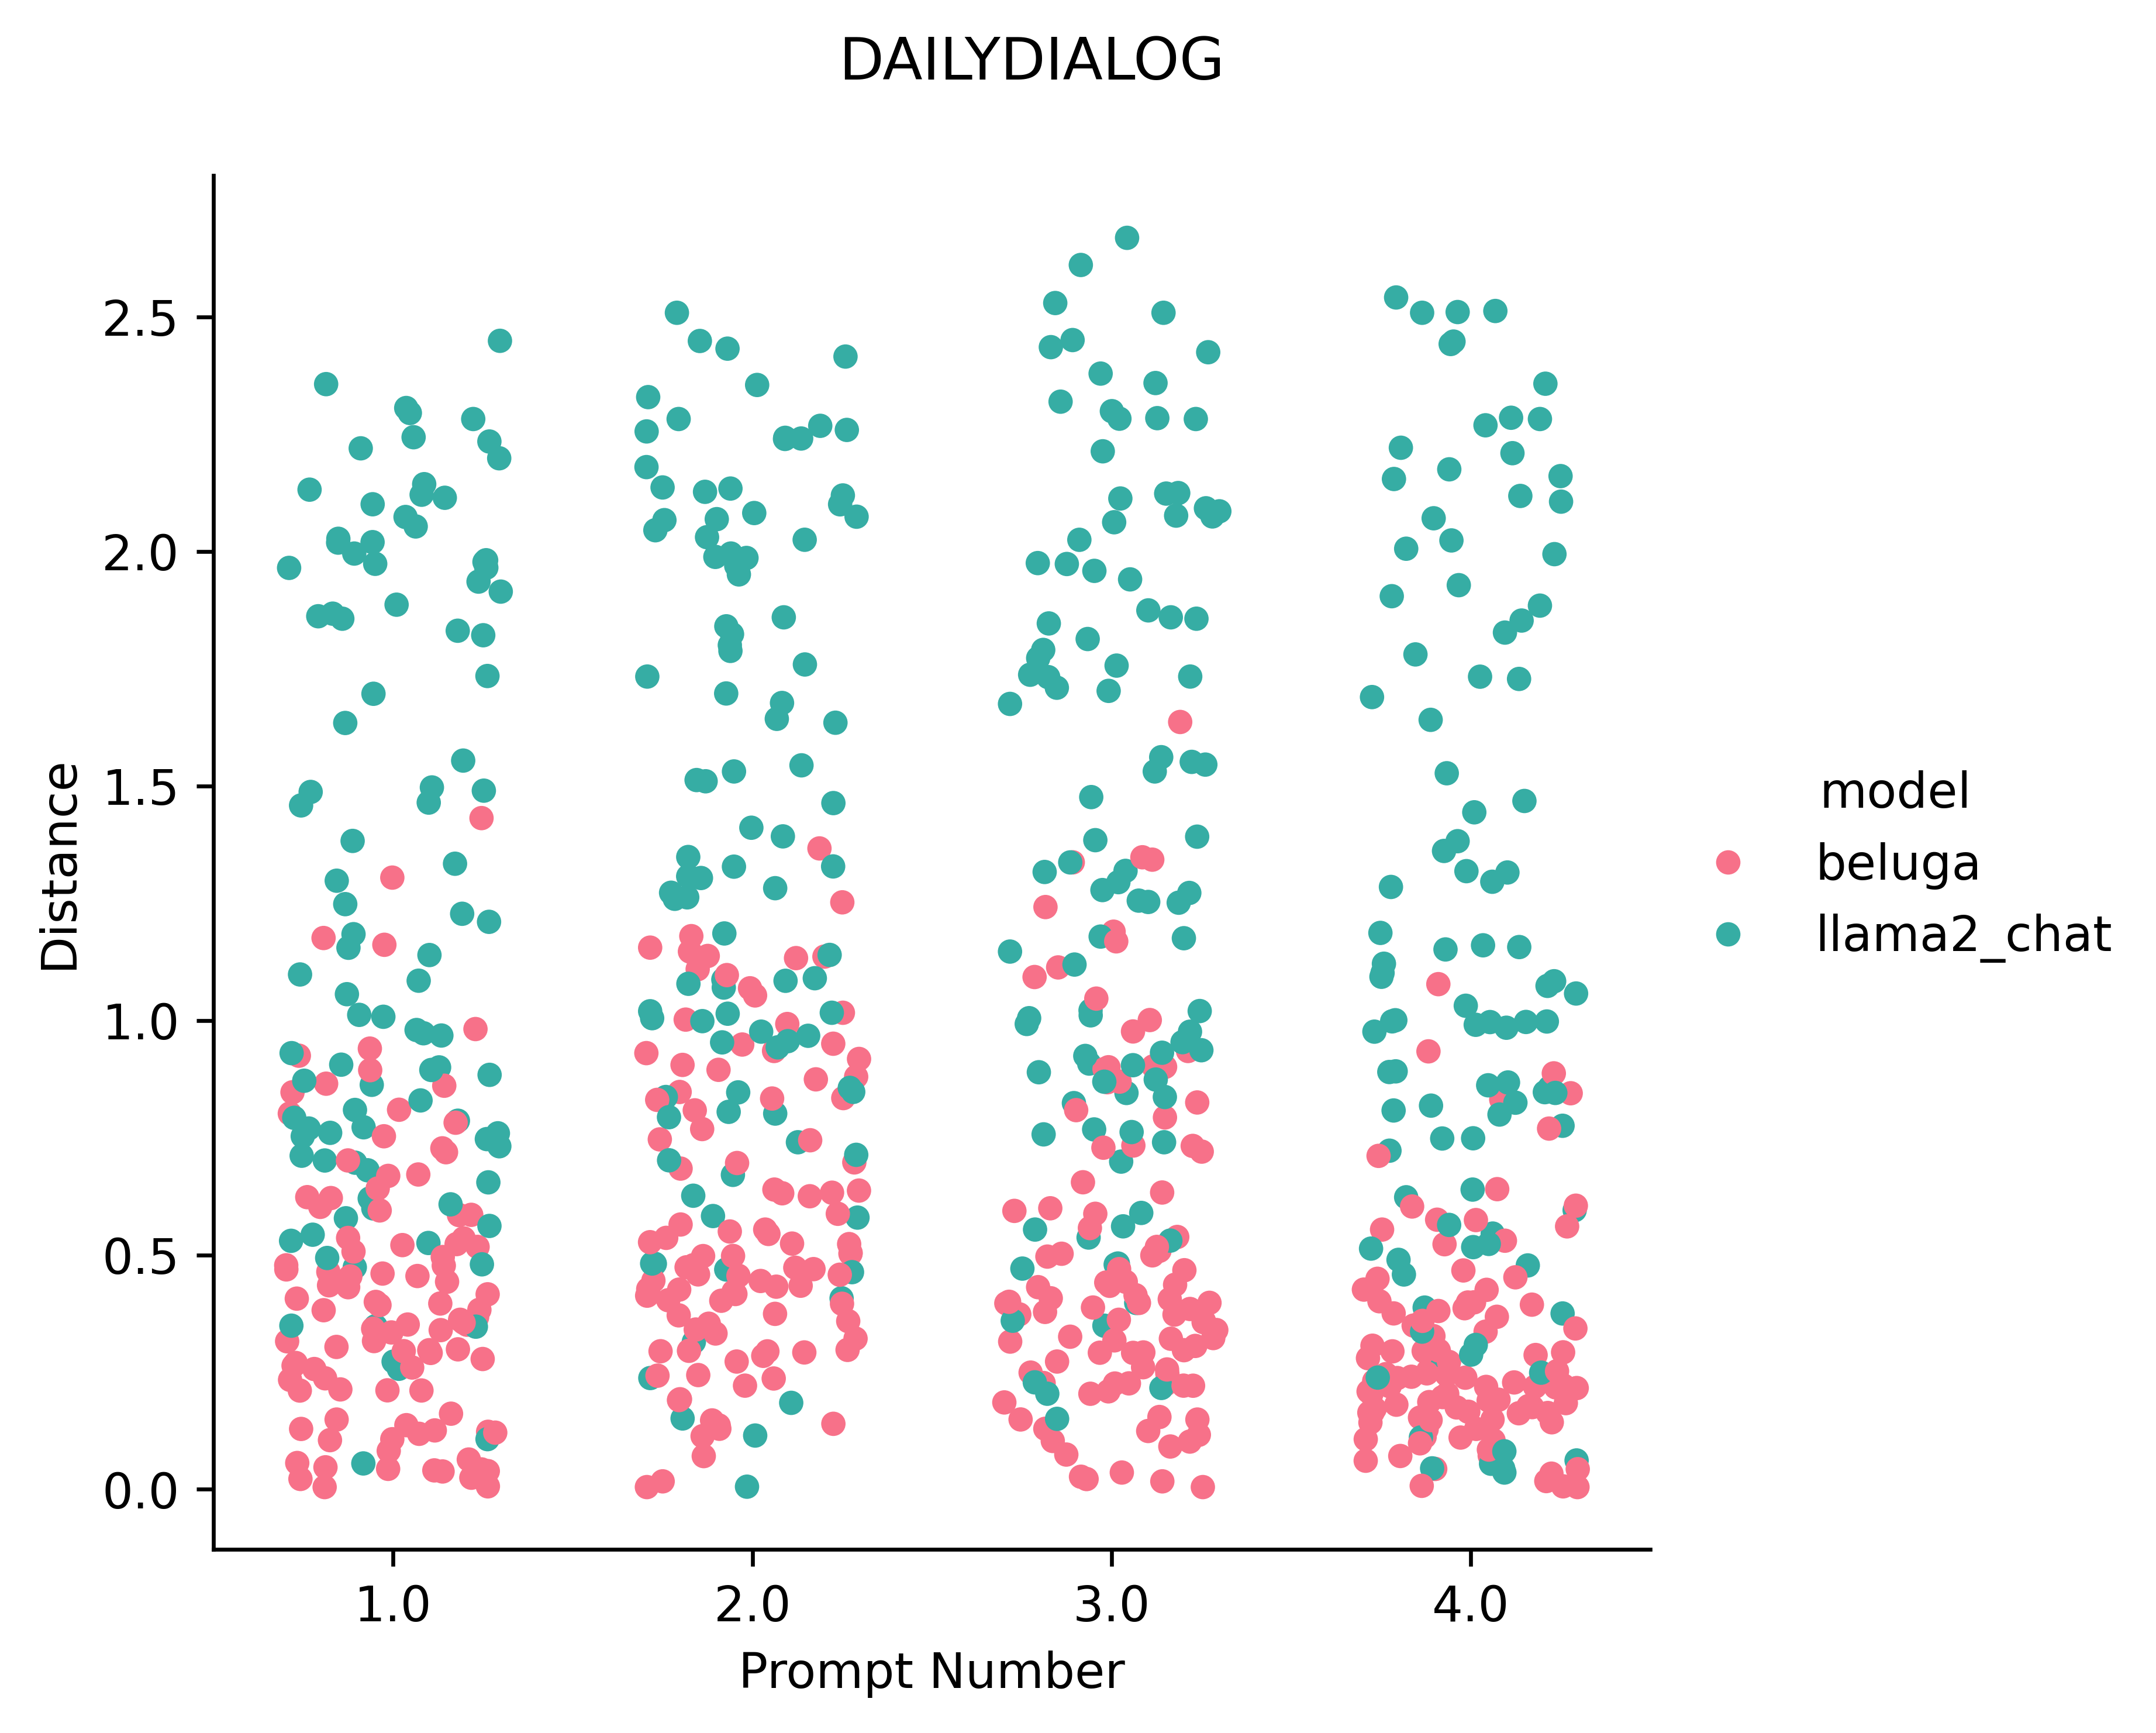 DAILYDIALOG
2.5
2.0
1.5
1.0
0.5
0.0
Distance
1.0 2.0 3.0 4.0
Prompt Number
model
beluga
llama2_chat